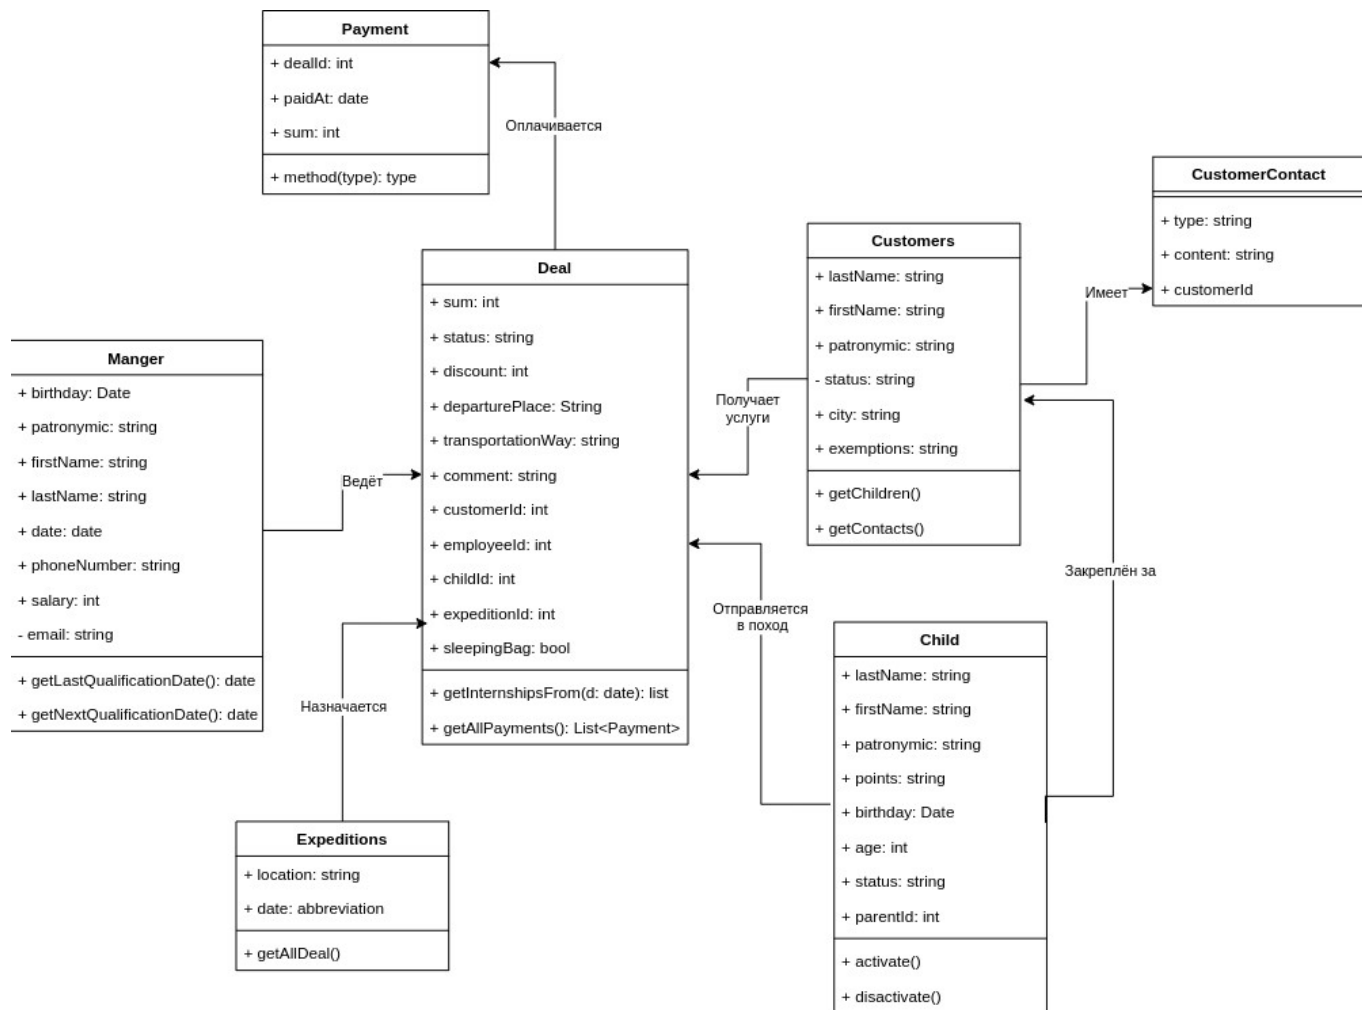 Payment
+ dealId: int
+ paidAt: date
+ sum: int
+ method(type): type
Оплачивается
CustomerContact
+ type: string
+ content: string
+ customerId
Имеет
Customers
+ lastName: string
+ firstName: string
+ patronymic: string
- status: string
+ city: string
+ exemptions: string
+ getChildren()
+ getContacts()
Получает
услуги
Deal
+ sum: int
+ status: string
+ discount: int
+ departurePlace: String
+ transportationWay: string
+ comment: string
+ customerId: int
+ employeeId: int
+ childId: int
+ expeditionId: int
+ sleepingBag: bool
+ getInternshipsFrom(d: date): list
+ getAllPayments(): List<Payment>
Manger
+ birthday: Date
+ patronymic: string
+ firstName: string
+ lastName: string
+ date: date
+ phoneNumber: string
+ salary: int
- email: string
+ getLastQualificationDate(): date
+ getNextQualificationDate(): date
Ведёт
Назначается
Отправляется
в поход
Закреплён за
Child
+ lastName: string
+ firstName: string
+ patronymic: string
+ points: string
+ birthday: Date
+ age: int
+ status: string
+ parentId: int
+ activate()
+ disactivate()
Expeditions
+ location: string
+ date: abbreviation
+ getAllDeal()